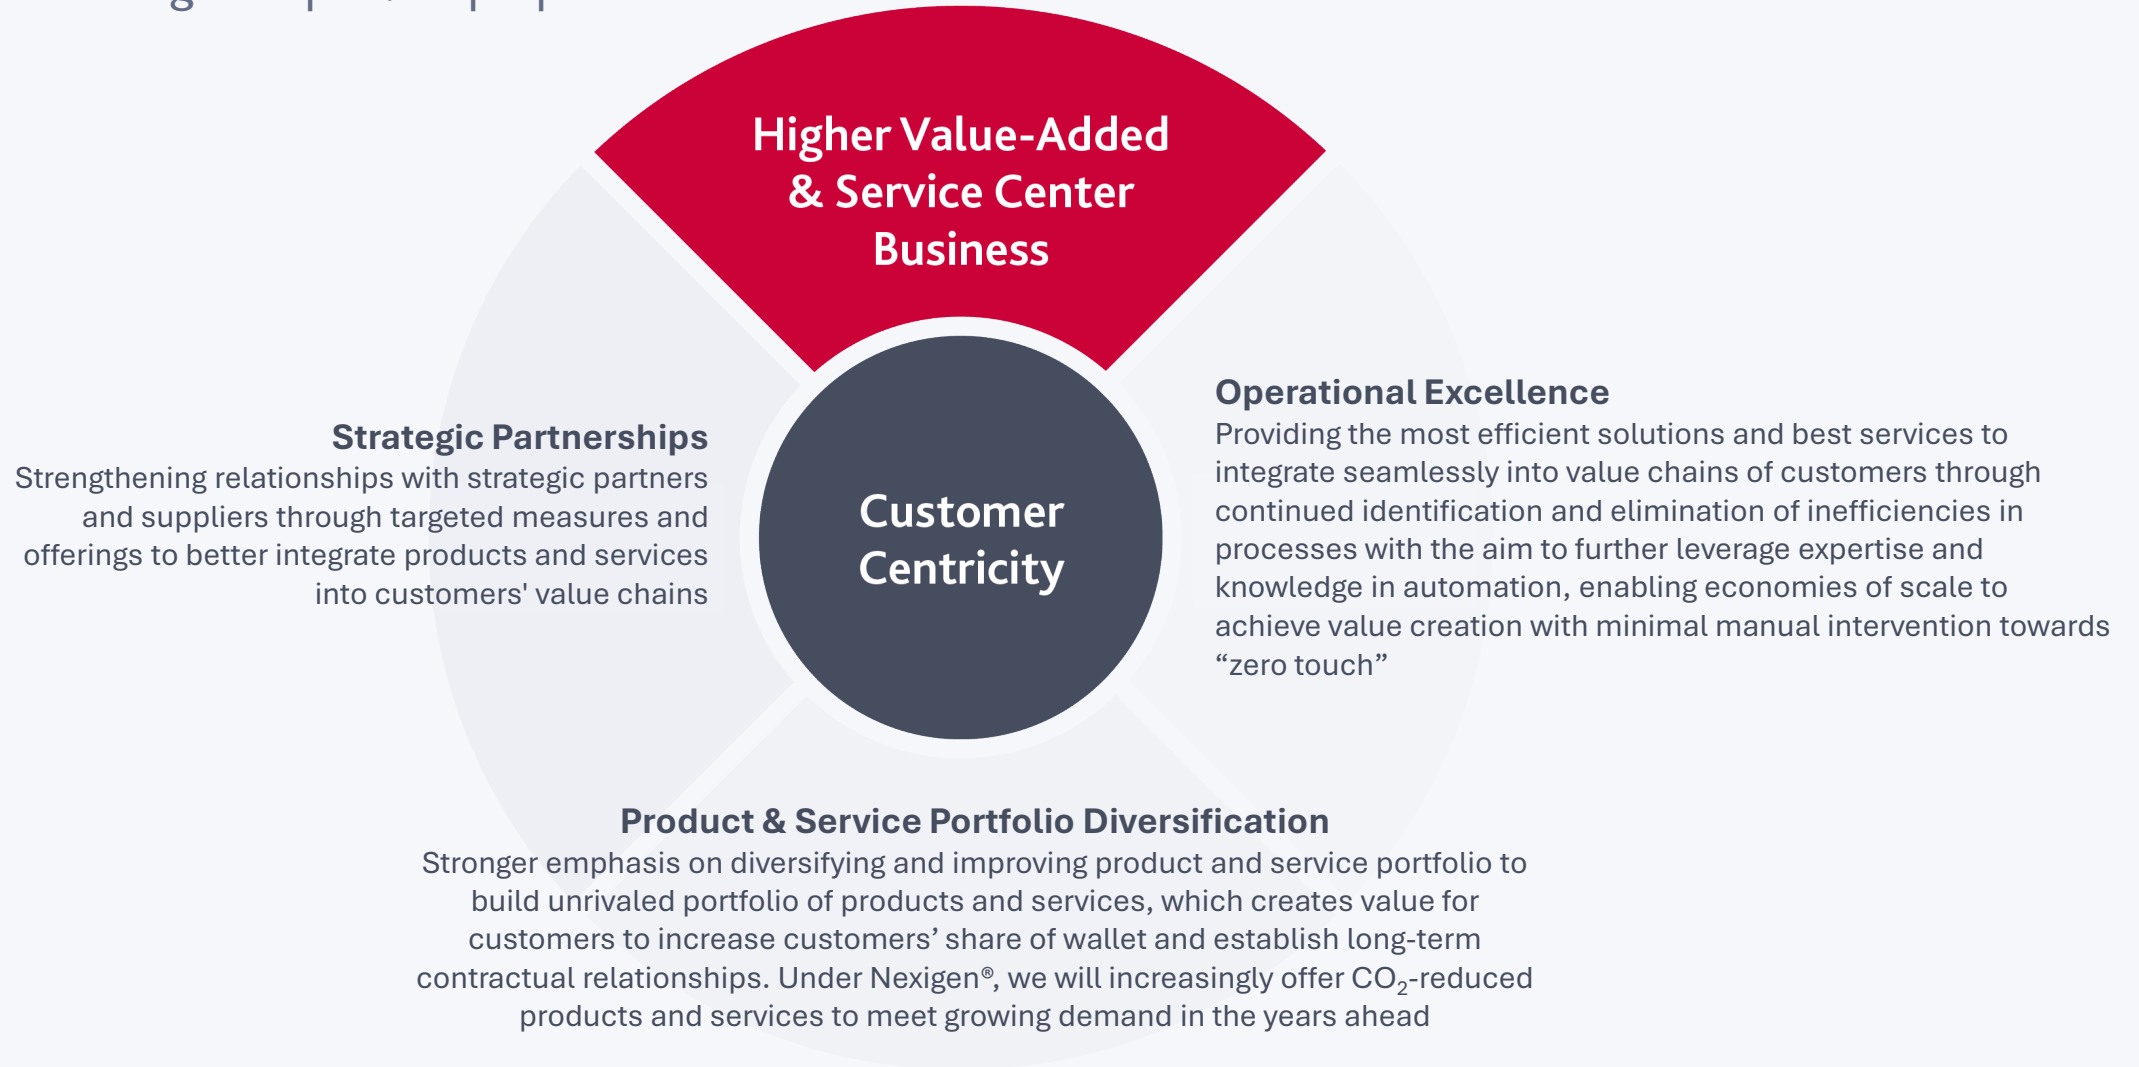 Higher Value-Added
& Service Center
Business
Customer
Centricity
Strategic Partnerships
Strengthening relationships with strategic partners
and suppliers through targeted measures and
offerings to better integrate products and services
into customers' value chains
Operational Excellence
Providing the most efficient solutions and best services to
integrate seamlessly into value chains of customers through
continued identification and elimination of inefficiencies in
processes with the aim to further leverage expertise and
knowledge in automation, enabling economies of scale to
achieve value creation with minimal manual intervention towards
“zero touch”
Product & Service Portfolio Diversification
Stronger emphasis on diversifying and improving product and service portfolio to
build unrivaled portfolio of products and services, which creates value for
customers to increase customers’ share of wallet and establish long-term
contractual relationships. Under Nexigen®, we will increasingly offer CO₂-reduced
products and services to meet growing demand in the years ahead